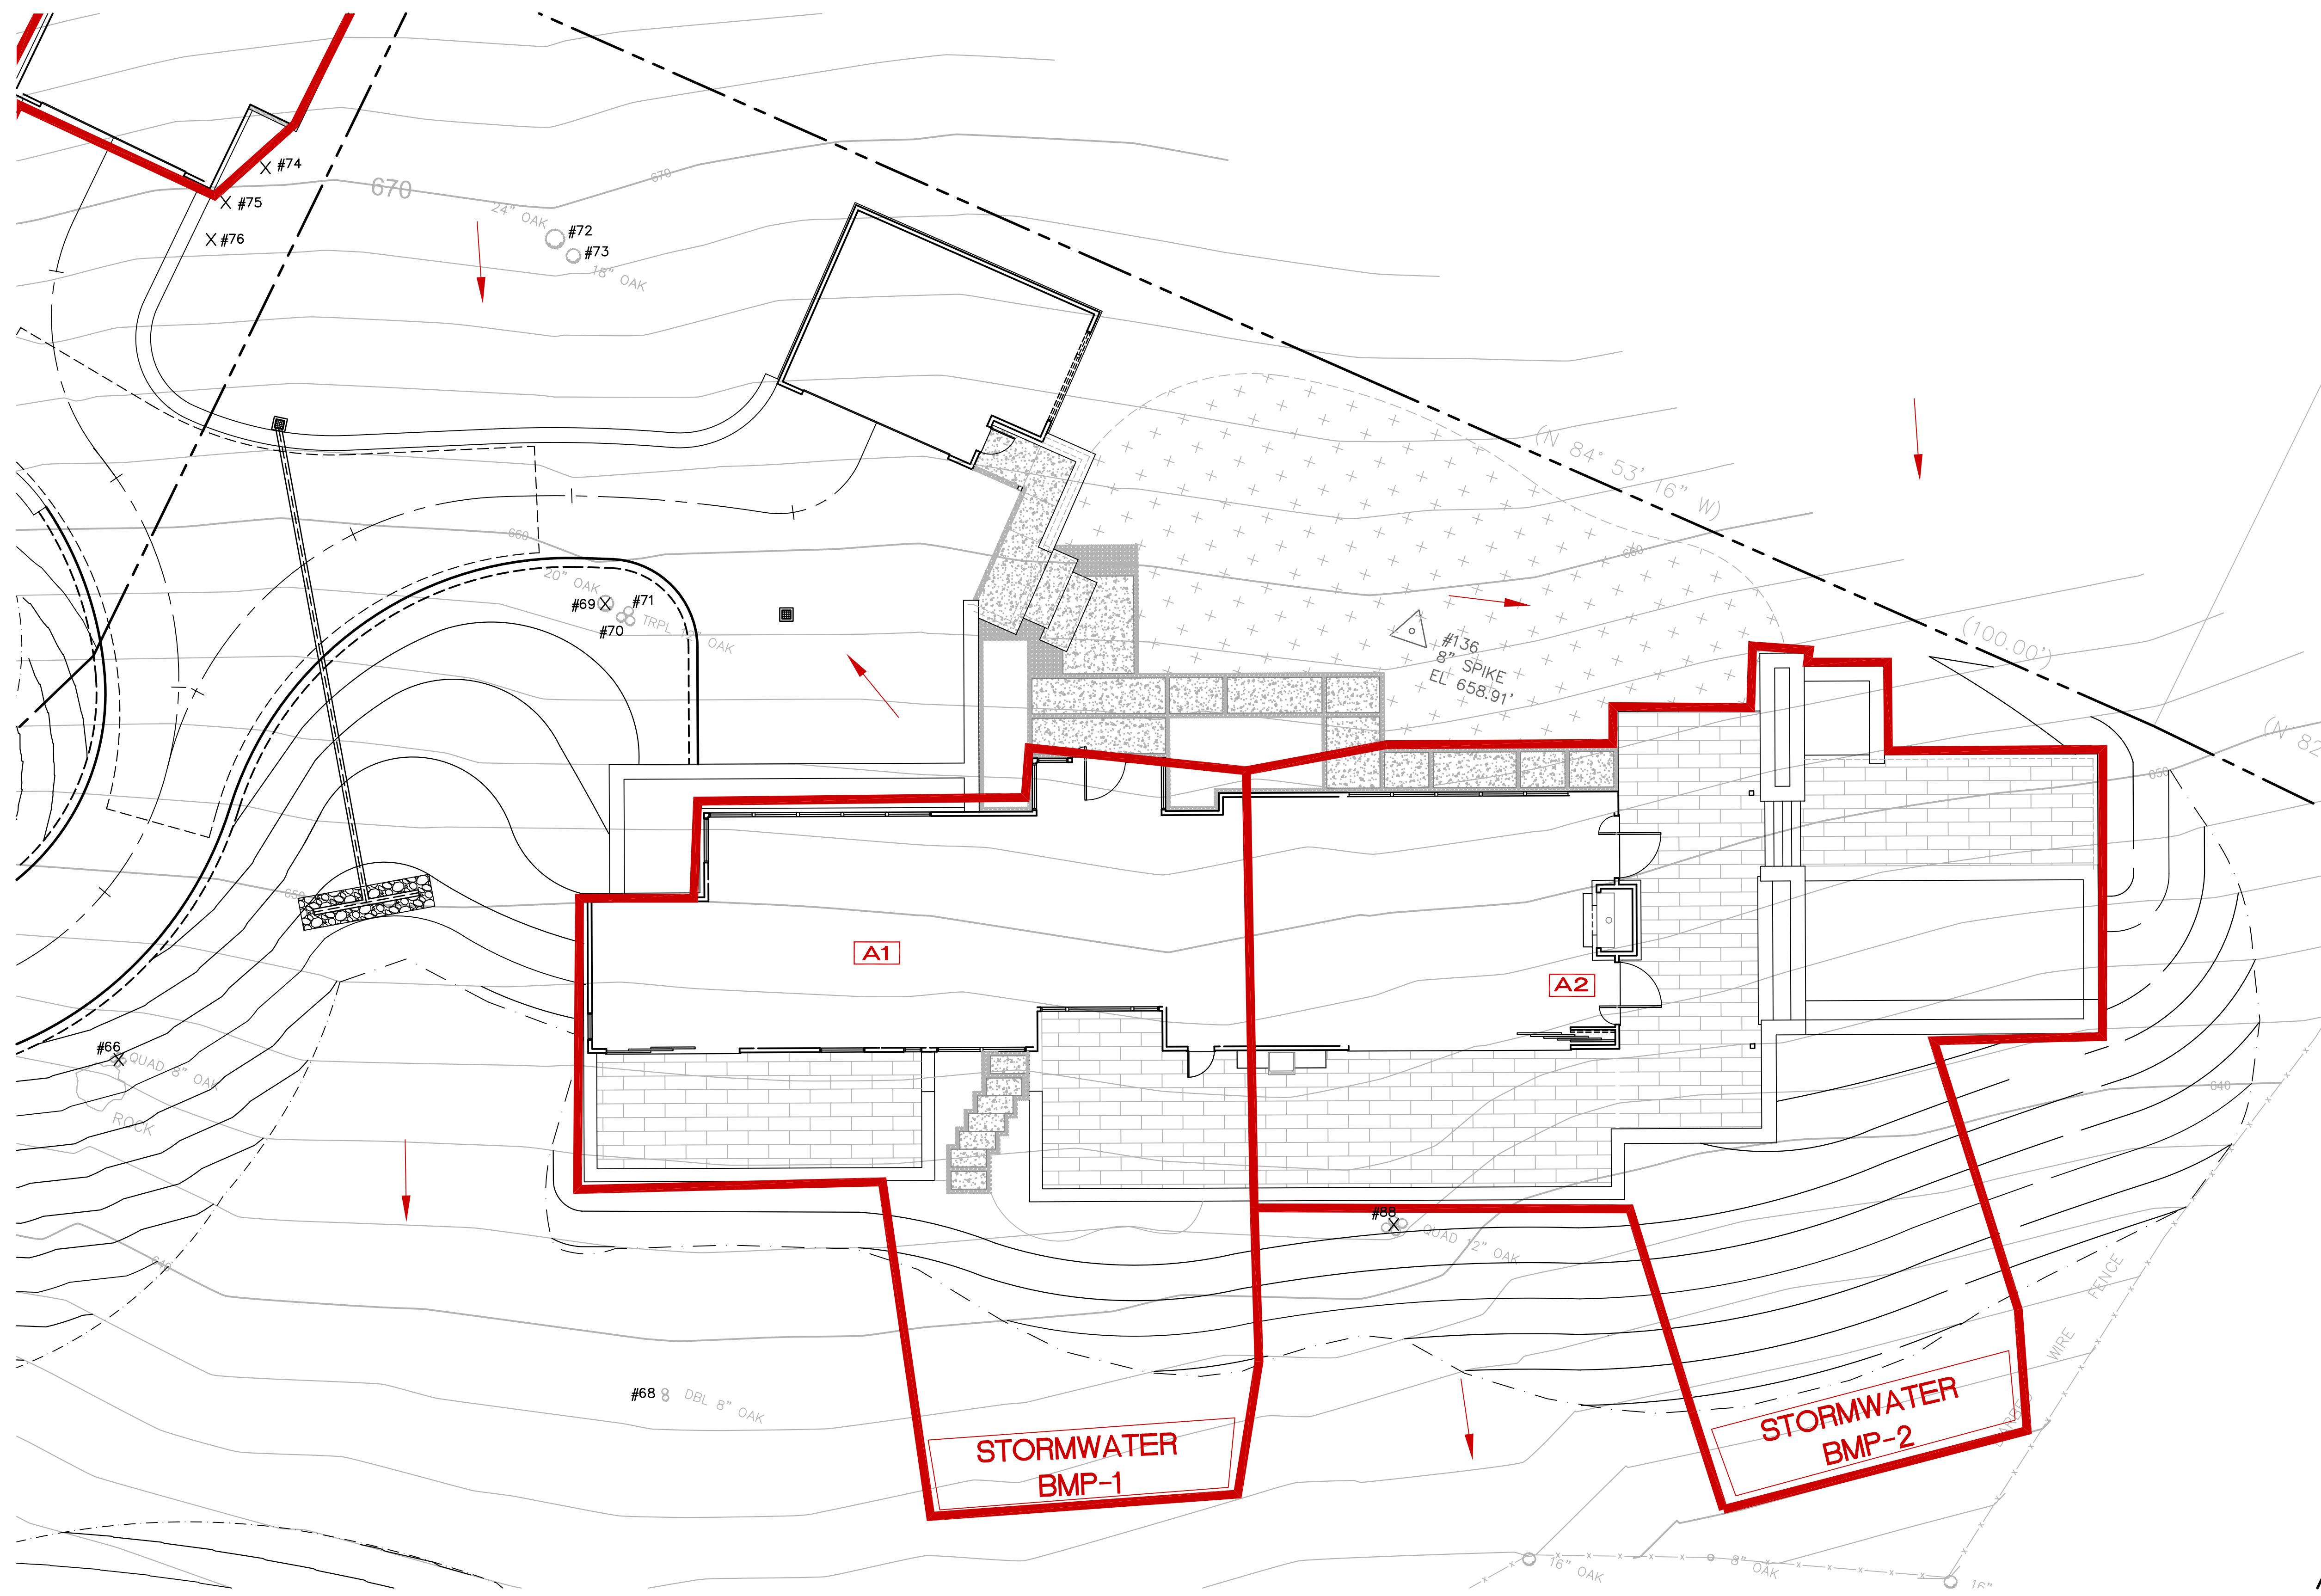 #74
670
670
#75
24" OAK
#72
#76
#73
18" OAK
(N 84° 53' 16" W)
660
660
20" OAK
#69
#71
#70
#136
8" SPIKE
EL 658.91'
(100.00')
(N 82
650
650
A1
A2
#66
QUAD 8" OAK
ROCK
640
#88
QUAD 12" OAK
640
FENCE
WIRE
#68
DBL 8" OAK
STORMWATER
BMP-1
STORMWATER
BMP-2
16" OAK
8" OAK
16"